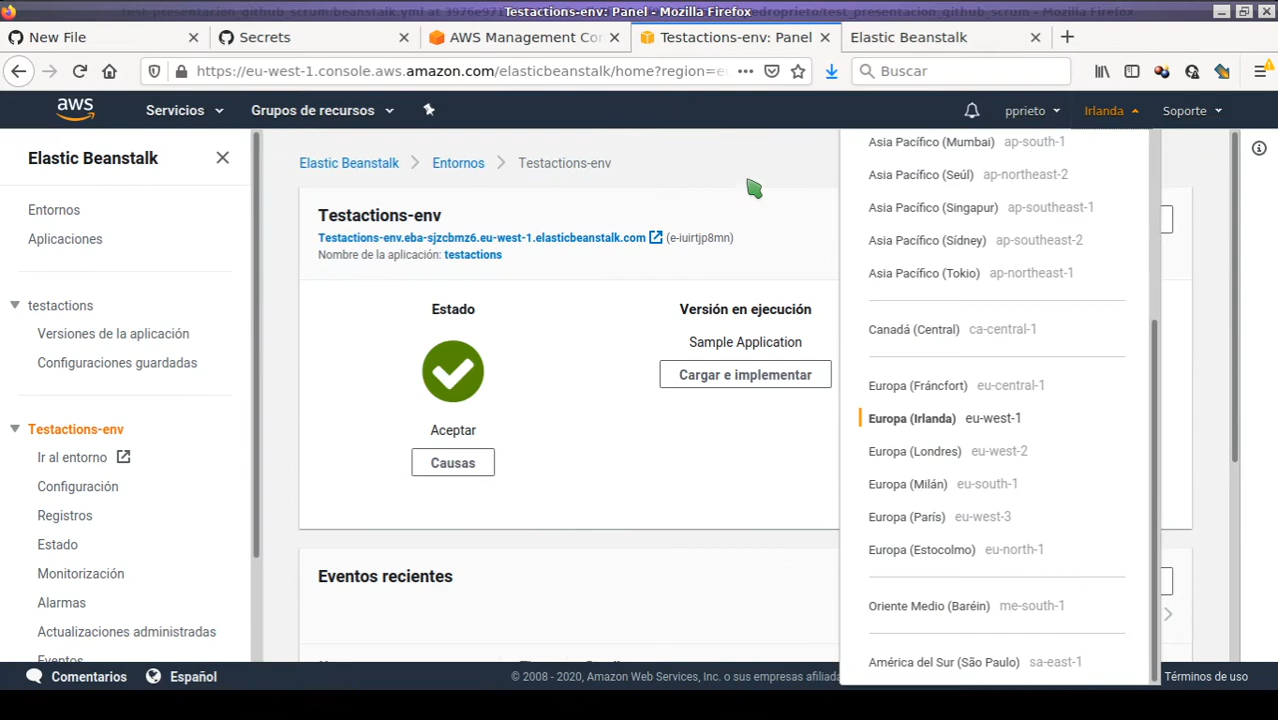 Testactions-env: Panel - Mozilla Firefox
New File
Secrets
AWS Management Con
Testactions-env: Panel
Elastic Beanstalk
https://eu-west-1.console.aws.amazon.com/elasticbeanstalk/home?region=eu
Buscar
aws
Servicios
Grupos de recursos
pprieto
Irlanda
Soporte
Elastic Beanstalk
Entornos
Aplicaciones
testactions
Versiones de la aplicación
Configuraciones guardadas
Testactions-env
Ir al entorno
Configuración
Registros
Estado
Monitorización
Alarmas
Actualizaciones administradas
Eventos
Elastic Beanstalk
Entornos
Testactions-env
Testactions-env
Testactions-env.eba-sjzcbmz6.eu-west-1.elasticbeanstalk.com (e-iuirtjp8mn)
Nombre de la aplicación: testactions
Estado
Aceptar
Causas
Versión en ejecución
Sample Application
Cargar e implementar
Eventos recientes
Asia Pacífico (Mumbai) ap-south-1
Asia Pacífico (Seúl) ap-northeast-2
Asia Pacífico (Singapur) ap-southeast-1
Asia Pacífico (Sídney) ap-southeast-2
Asia Pacífico (Tokio) ap-northeast-1
Canadá (Central) ca-central-1
Europa (Fráncfort) eu-central-1
Europa (Irlanda) eu-west-1
Europa (Londres) eu-west-2
Europa (Milán) eu-south-1
Europa (París) eu-west-3
Europa (Estocolmo) eu-north-1
Oriente Medio (Baréin) me-south-1
América del Sur (São Paulo) sa-east-1
Comentarios
Español
© 2008 - 2020, Amazon Web Services, Inc. o sus empresas afiliada
Términos de uso